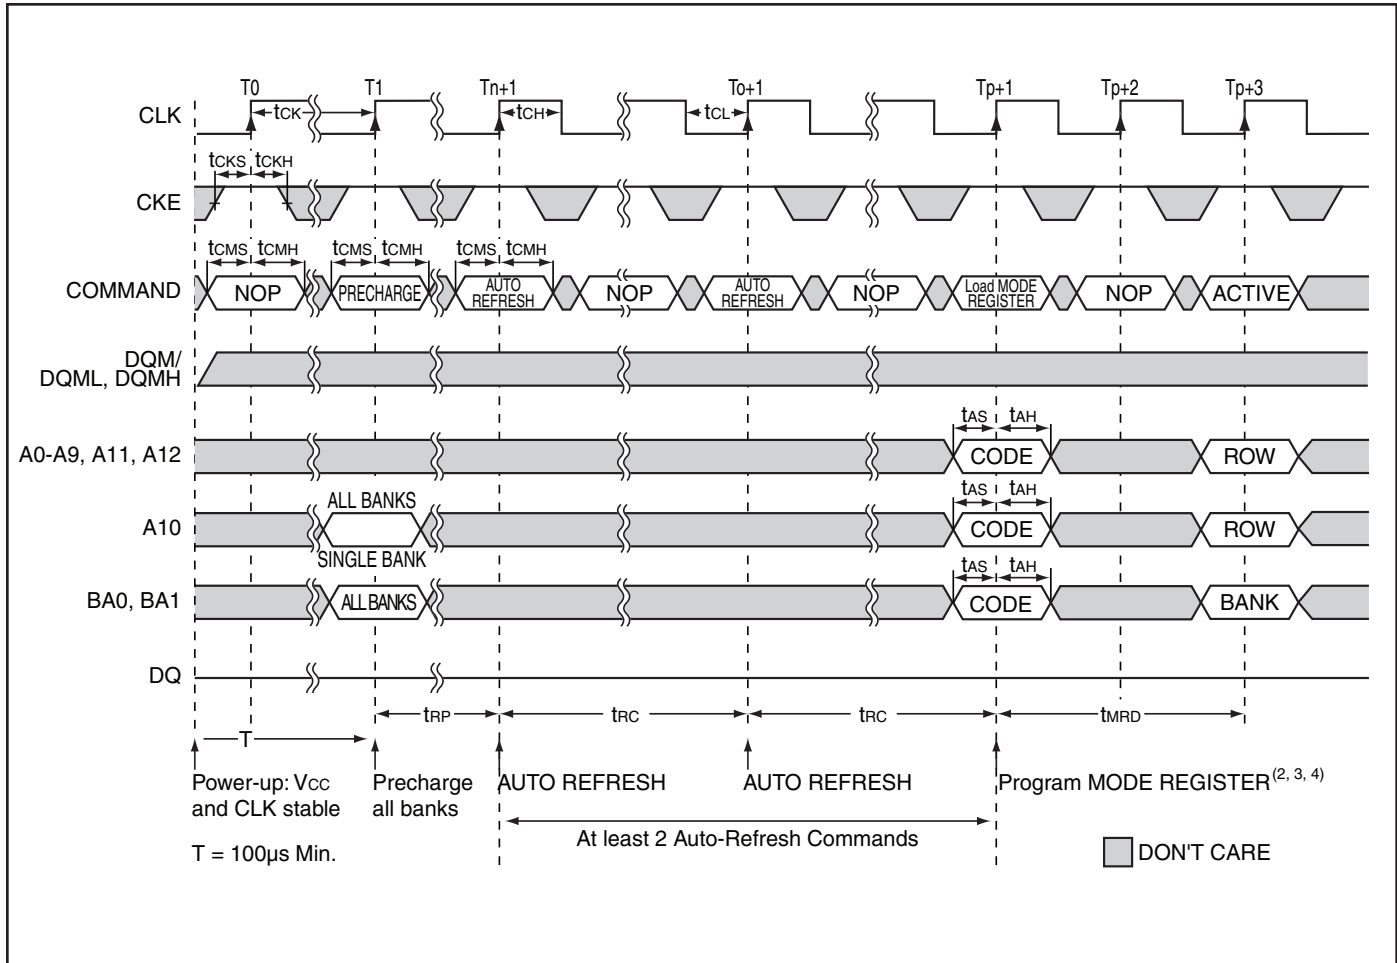 T0 T1 Tn+1 To+1 Tp+1 Tp+2 Tp+3
CLK tCK tCH tCL
tCKS tCKH
CKE
tCMS tCMH tCMS tCMH tCMS tCMH
COMMAND NOP PRECHARGE AUTO REFRESH NOP AUTO REFRESH NOP Load MODE REGISTER NOP ACTIVE
DQM/
DQML, DQMH
tAS tAH
A0-A9, A11, A12 CODE ROW
ALL BANKS tAS tAH
A10 CODE ROW
SINGLE BANK tAS tAH
BA0, BA1 ALL BANKS CODE BANK
DQ
tRP tRC tRC tMRD
T
Power-up: VCC Precharge AUTO REFRESH AUTO REFRESH Program MODE REGISTER(2, 3, 4)
and CLK stable all banks
At least 2 Auto-Refresh Commands
T = 100µs Min. DON'T CARE